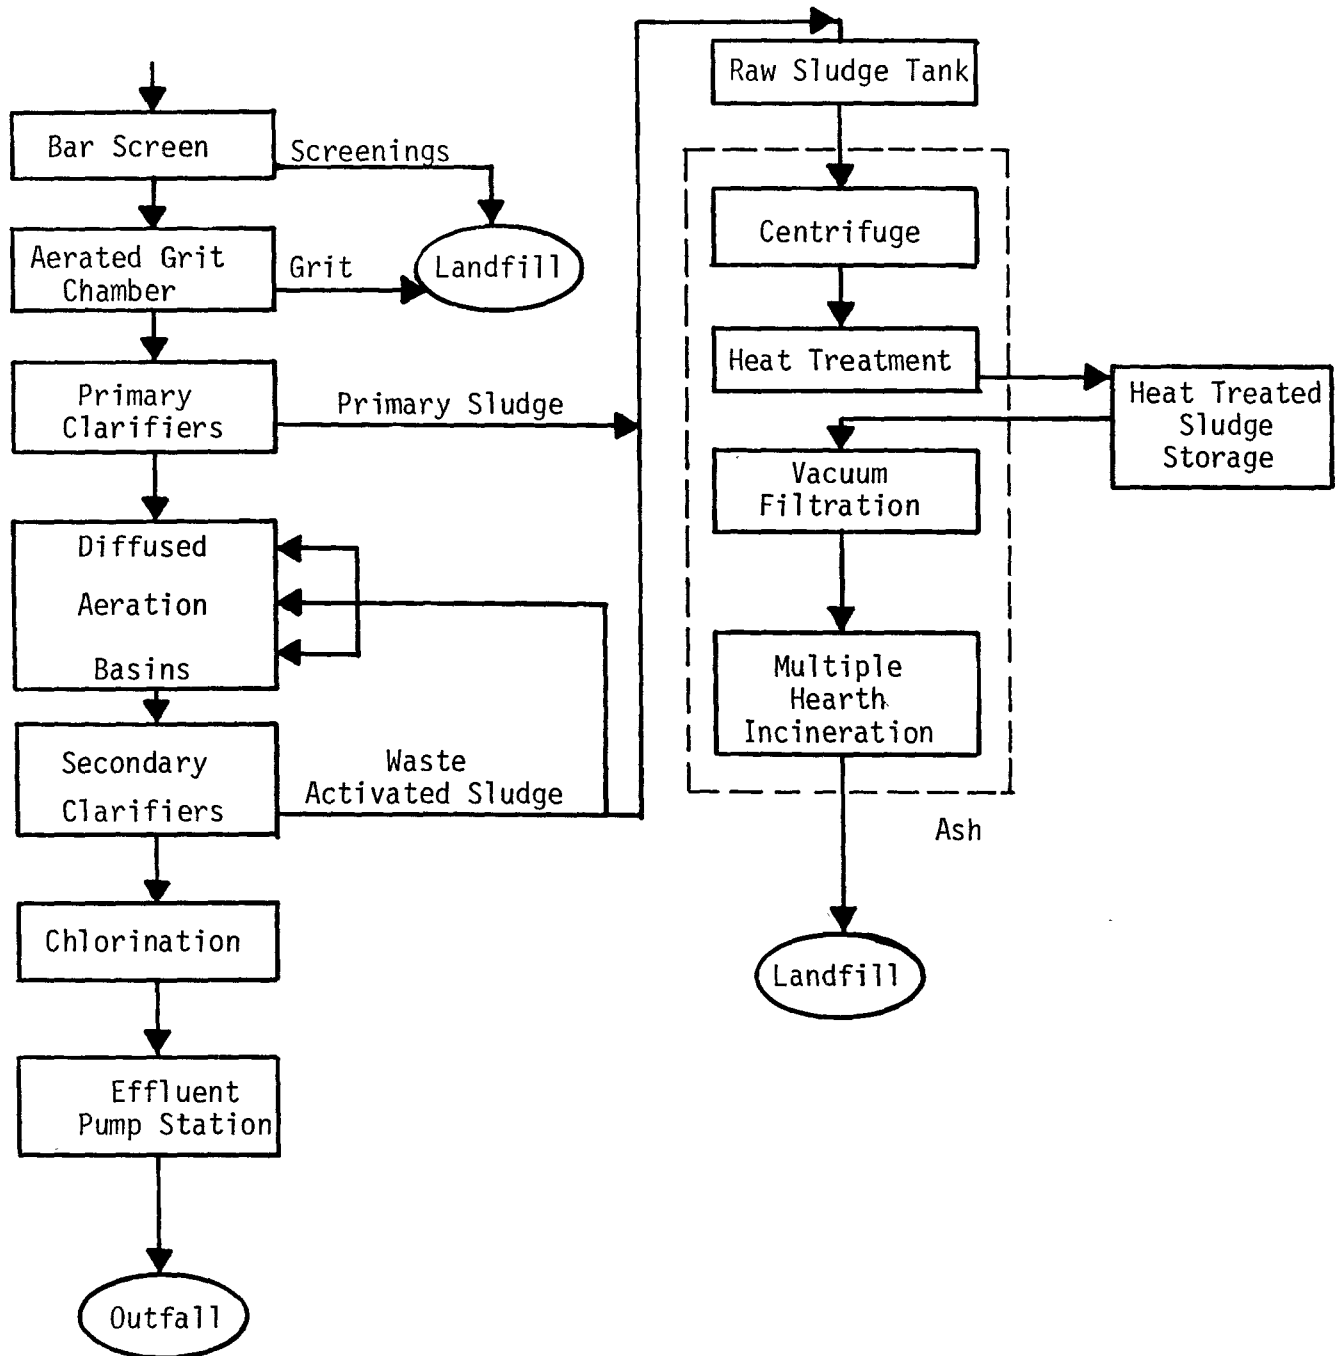 Bar Screen
Screenings
Aerated Grit
Chamber
Grit
Landfill
Primary
Clarifiers
Primary Sludge
Diffused
Aeration
Basins
Secondary
Clarifiers
Waste
Activated Sludge
Chlorination
Effluent
Pump Station
Outfall
Raw Sludge Tank
Centrifuge
Heat Treatment
Heat Treated
Sludge
Storage
Vacuum
Filtration
Multiple
Hearth
Incineration
Ash
Landfill